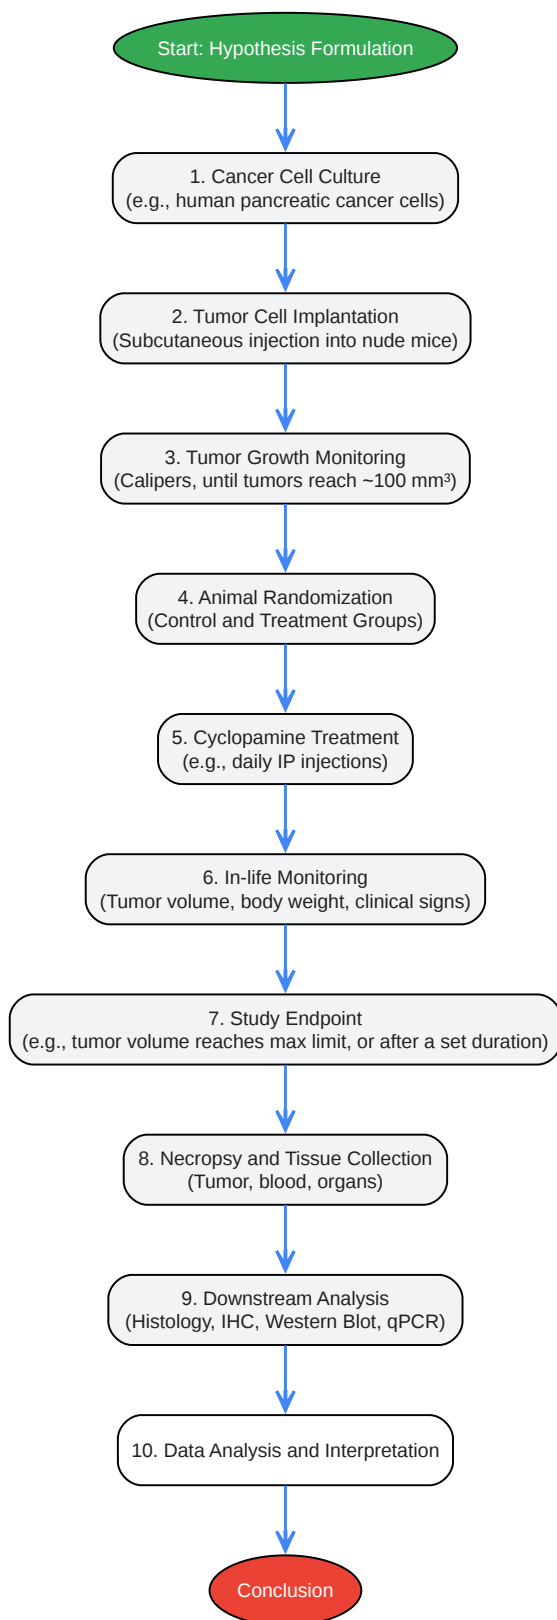 Start: Hypothesis Formulation
1. Cancer Cell Culture
(e.g., human pancreatic cancer cells)
2. Tumor Cell Implantation
(Subcutaneous injection into nude mice)
3. Tumor Growth Monitoring
(Calipers, until tumors reach ~100 mm³)
4. Animal Randomization
(Control and Treatment Groups)
5. Cyclopamine Treatment
(e.g., daily IP injections)
6. In-life Monitoring
(Tumor volume, body weight, clinical signs)
7. Study Endpoint
(e.g., tumor volume reaches max limit, or after a set duration)
8. Necropsy and Tissue Collection
(Tumor, blood, organs)
9. Downstream Analysis
(Histology, IHC, Western Blot, qPCR)
10. Data Analysis and Interpretation
Conclusion